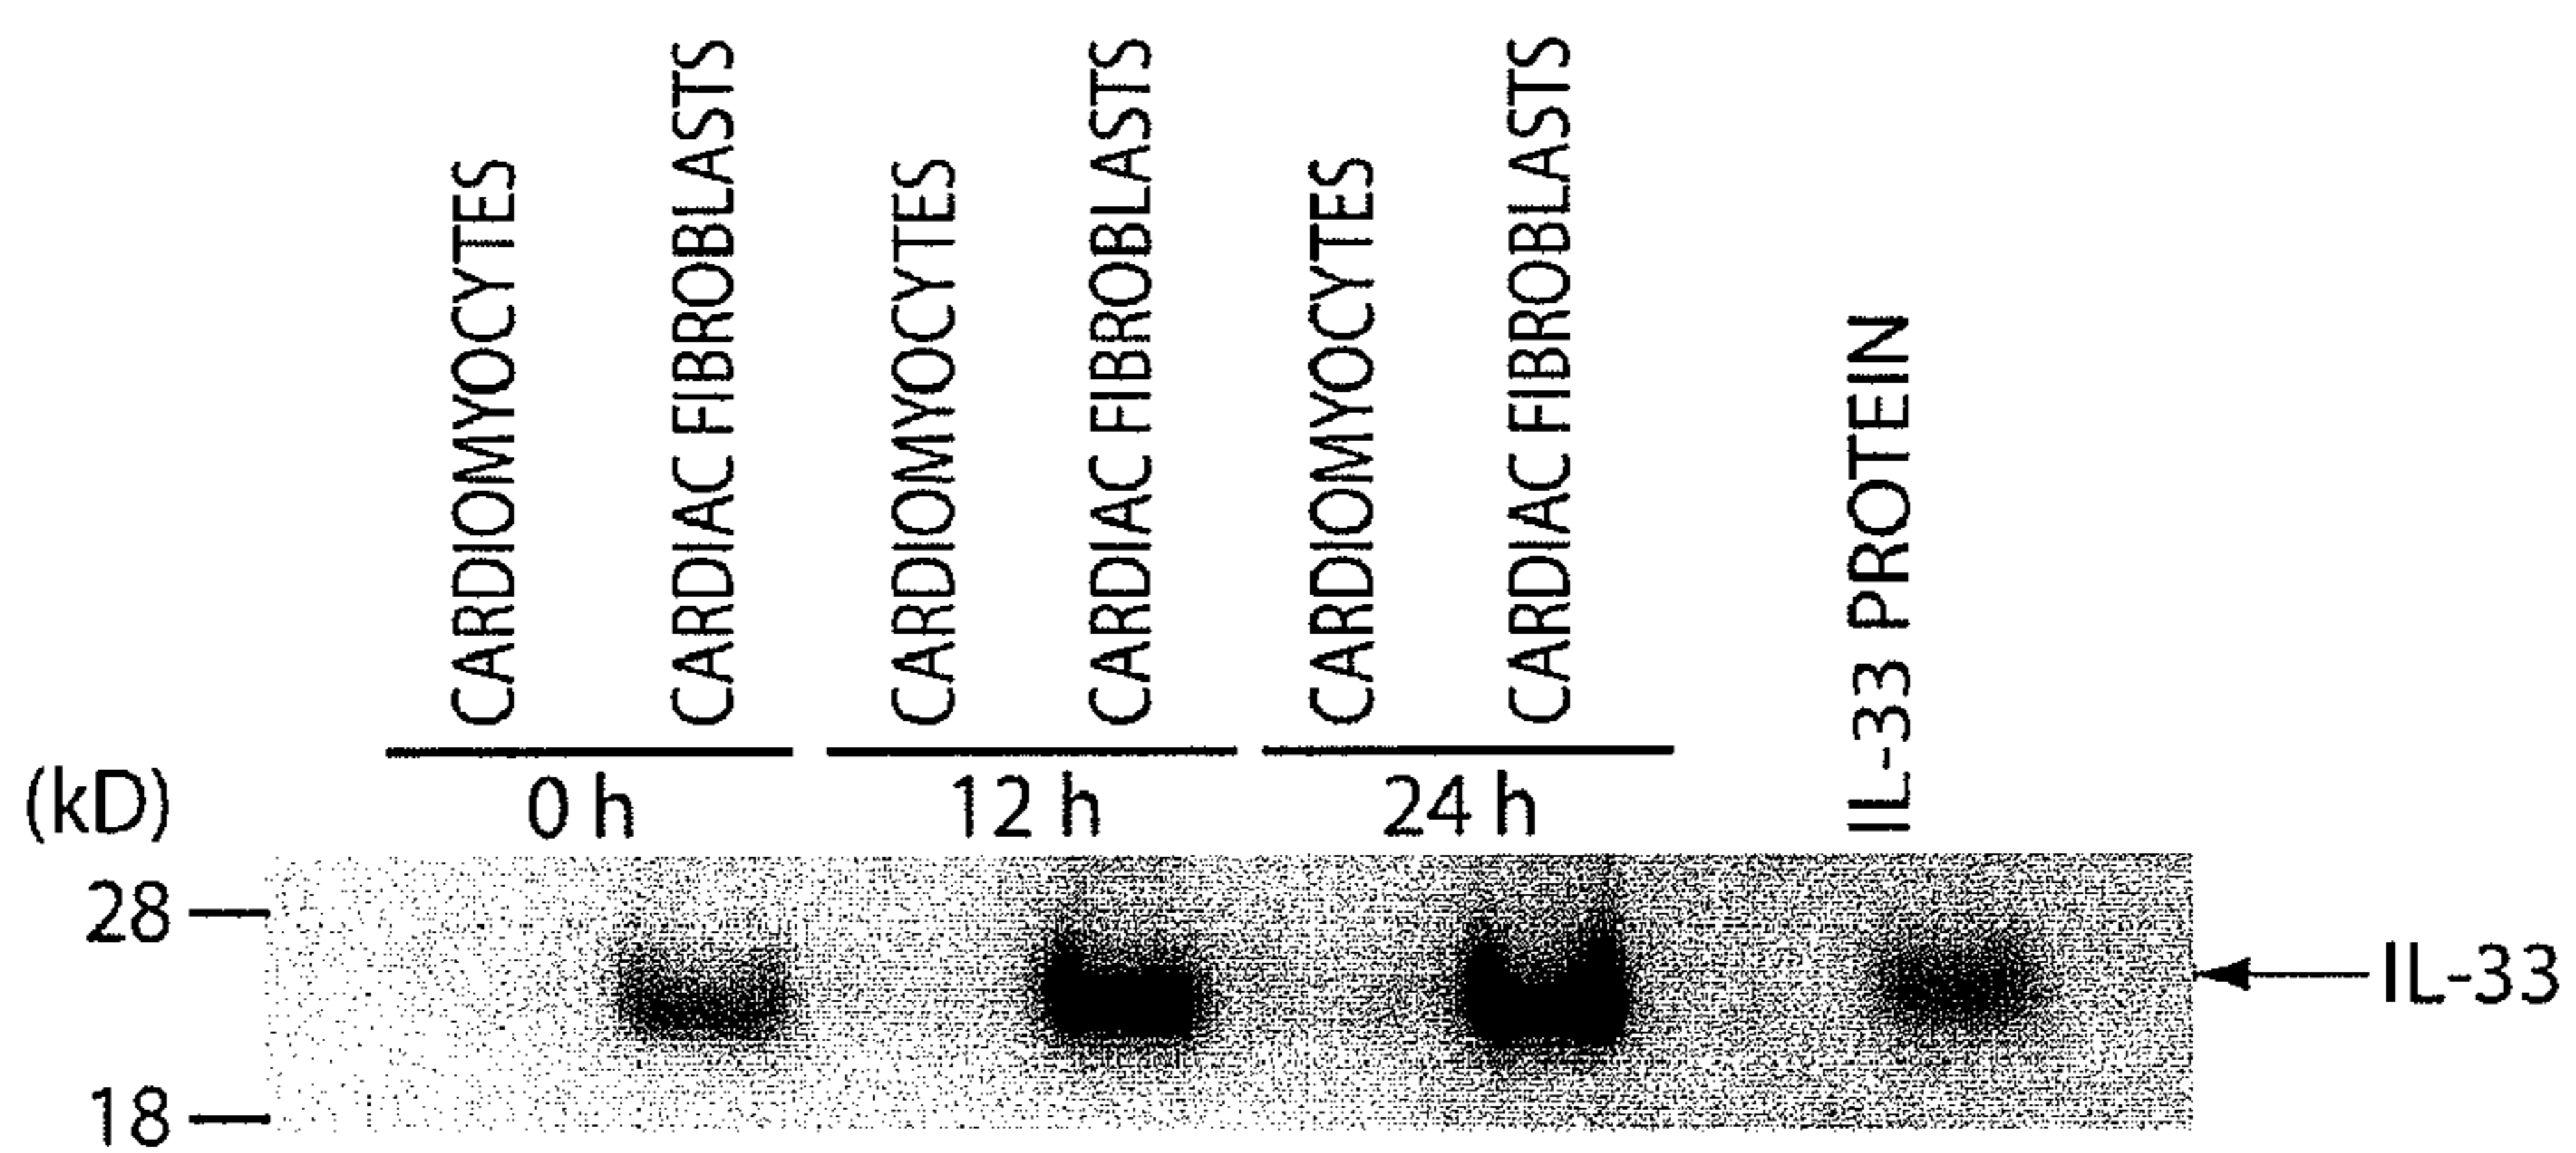 CARDIOMYOCYTES
CARDIAC FIBROBLASTS
CARDIOMYOCYTES
CARDIAC FIBROBLASTS
CARDIOMYOCYTES
CARDIAC FIBROBLASTS
IL-33 PROTEIN
0 h
12 h
24 h
(kD)
28
18
IL-33